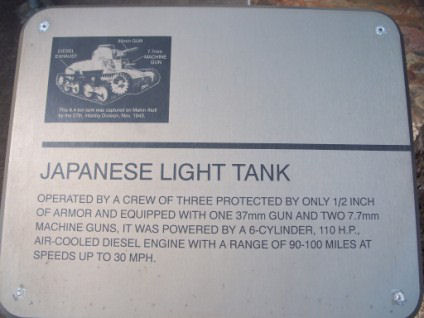 DIESEL
EXHAUST
GUN
7.7mm
MACHINE
GUN
This 8.4 ton tank was captured on Makin Atoll
by the 27th. Infantry Division, Nov. 1943.
JAPANESE LIGHT TANK
OPERATED BY A CREW OF THREE PROTECTED BY ONLY 1/2 INCH
OF ARMOR AND EQUIPPED WITH ONE 37mm GUN AND TWO 7.7mm
MACHINE GUNS, IT WAS POWERED BY A 6-CYLINDER, 110 H.P.,
AIR-COOLED DIESEL ENGINE WITH A RANGE OF 90-100 MILES AT
SPEEDS UP TO 30 MPH.